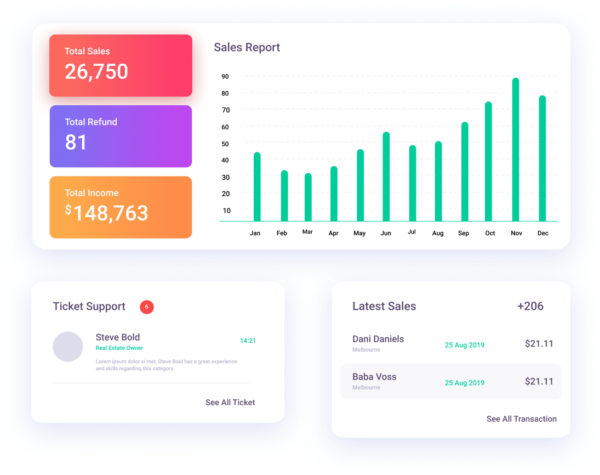 Total Sales
26,750
Total Refund
81
Total Income
$148,763
Sales Report
90
80
70
60
50
40
30
20
10
Jan Feb Mar Apr May Jun Jul Aug Sep Oct Nov Dec
Ticket Support 6
Steve Bold 14:21
Real Estate Owner
Lorem ipsum dolor si met, Steve Bold has a great experience
and skills regarding this category.
See All Ticket
Latest Sales +206
Dani Daniels
Melbourne
25 Aug 2019 $21.11
Baba Voss
Melbourne
25 Aug 2019 $21.11
See All Transaction